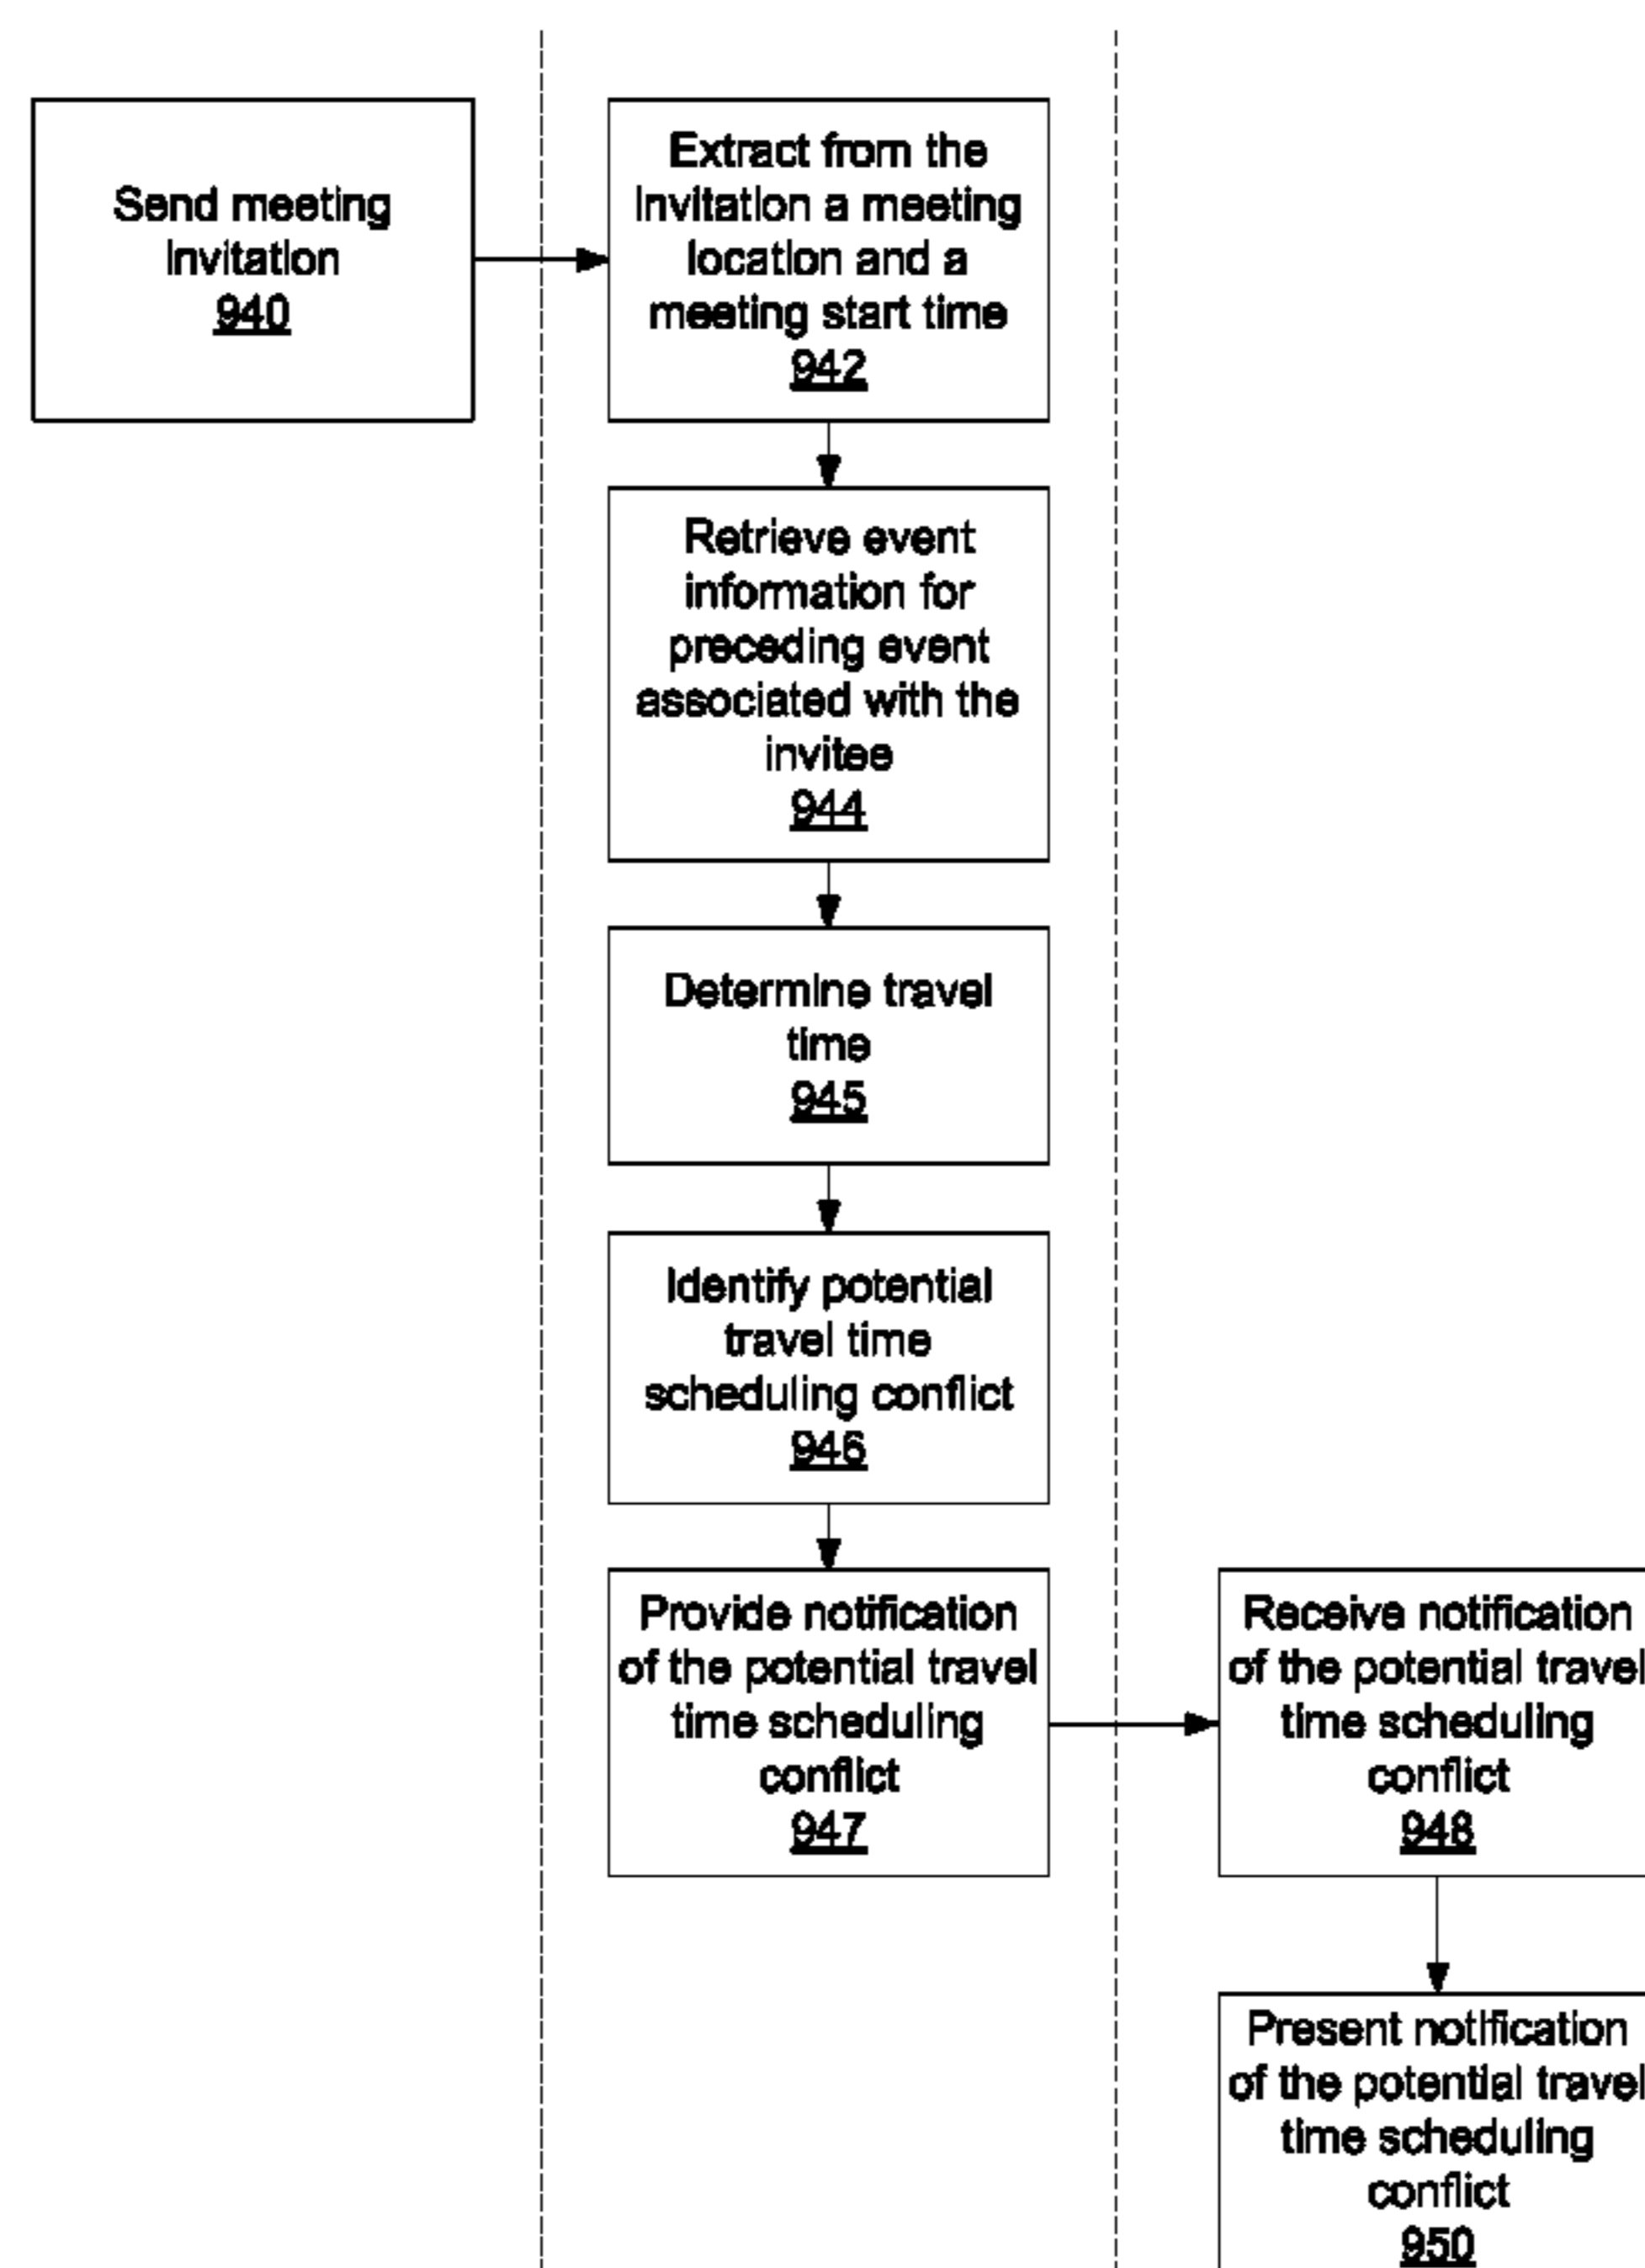 Send meeting
invitation
940
Extract from the
invitation a meeting
location and a
meeting start time
942
Retrieve event
information for
preceding event
associated with the
invitee
944
Determine travel
time
945
Identify potential
travel time
scheduling conflict
946
Provide notification
of the potential travel
time scheduling
conflict
947
Receive notification
of the potential travel
time scheduling
conflict
948
Present notification
of the potential travel
time scheduling
conflict
950